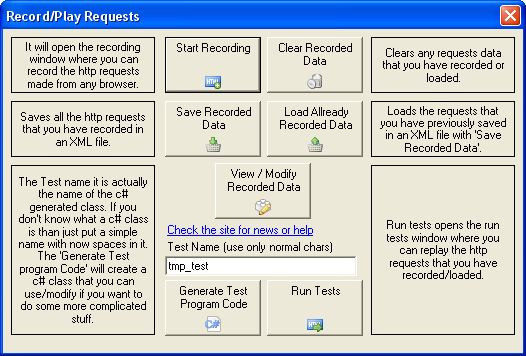 Record/Play Requests
It will open the recording
window where you can
record the http requests
made from any browser.
Start Recording
Clear Recorded
Data
Clears any requests data
that you have recorded or
loaded.
Saves all the http requests
that you have recorded in
an XML file.
Save Recorded
Data
Load Allready
Recorded Data
Loads the requests that
you have previously saved
in an XML file with 'Save
Recorded Data'.
View / Modify
Recorded Data
The Test name it is actually
the name of the c#
generated class. If you
don't know what a c# class
is than just put a simple
name with now spaces in it.
The 'Generate Test
program Code' will create a
c# class that you can
use/modify if you want to
do some more complicated
stuff.
Check the site for news or help
Test Name (use only normal chars)
tmp_test
Generate Test
Program Code
C#
Run Tests
Run tests opens the run
tests window where you
can replay the http
requests that you have
recorded/loaded.